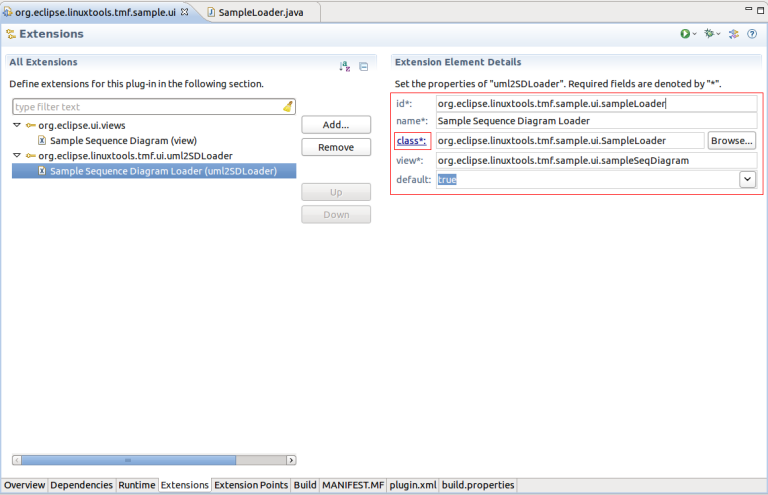 org.eclipse.linuxtools.tmf.sample.ui
SampleLoader.java
Extensions
All Extensions
Define extensions for this plug-in in the following section.
type filter text
org.eclipse.ui.views
Sample Sequence Diagram (view)
org.eclipse.linuxtools.tmf.ui.uml2SDLoader
Sample Sequence Diagram Loader (uml2SDLoader)
Add...
Remove
Up
Down
Extension Element Details
Set the properties of "uml2SDLoader". Required fields are denoted by "*".
id*: org.eclipse.linuxtools.tmf.sample.ui.sampleLoader
name*: Sample Sequence Diagram Loader
class*: org.eclipse.linuxtools.tmf.sample.ui.SampleLoader Browse...
view*: org.eclipse.linuxtools.tmf.sample.ui.sampleSeqDiagram
default: true
Overview Dependencies Runtime Extensions Extension Points Build MANIFEST.MF plugin.xml build.properties